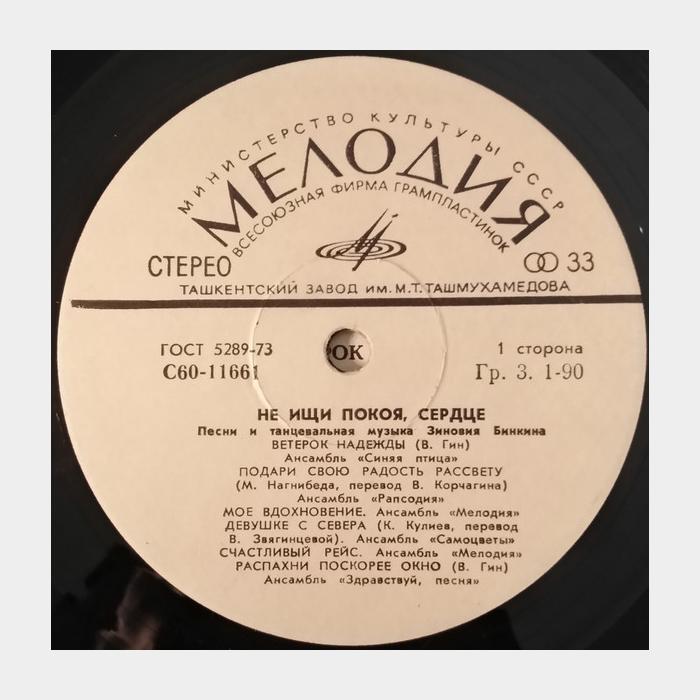 МИНИСТЕРСТВО КУЛЬТУРЫ СССР
МЕЛОДИЯ
ВСЕСОЮЗНАЯ ФИРМА ГРАМПЛАСТИНОК
СТЕРЕО
33
ТАШКЕНТСКИЙ ЗАВОД ИМ. М.Т.ТАШМУХАМЕДОВА
ГОСТ 5289-73
ОК
1 сторона
С60-11661
Гр. 3. 1-90
НЕ ИЩИ ПОКОЯ, СЕРДЦЕ
Песни и танцевальная музыка Зиновия Бинкина
ВЕТЕРОК НАДЕЖДЫ (В. Гин)
Ансамбль «Синяя птица»
ПОДАРИ СВОЮ РАДОСТЬ РАССВЕТУ
(М. Нагнибеда, перевод В. Корчагина)
Ансамбль «Рапсодия»
МОЕ ВДОХНОВЕНИЕ. Ансамбль «Мелодия»
ДЕВУШКЕ С СЕВЕРА (К. Кулиев, перевод
В. Звягинцевой). Ансамбль «Самоцветы»
СЧАСТЛИВЫЙ РЕЙС. Ансамбль «Мелодия»
РАСПАХНИ ПОСКОРЕЕ ОКНО (В. Гин)
Ансамбль «Здравствуй, песня»